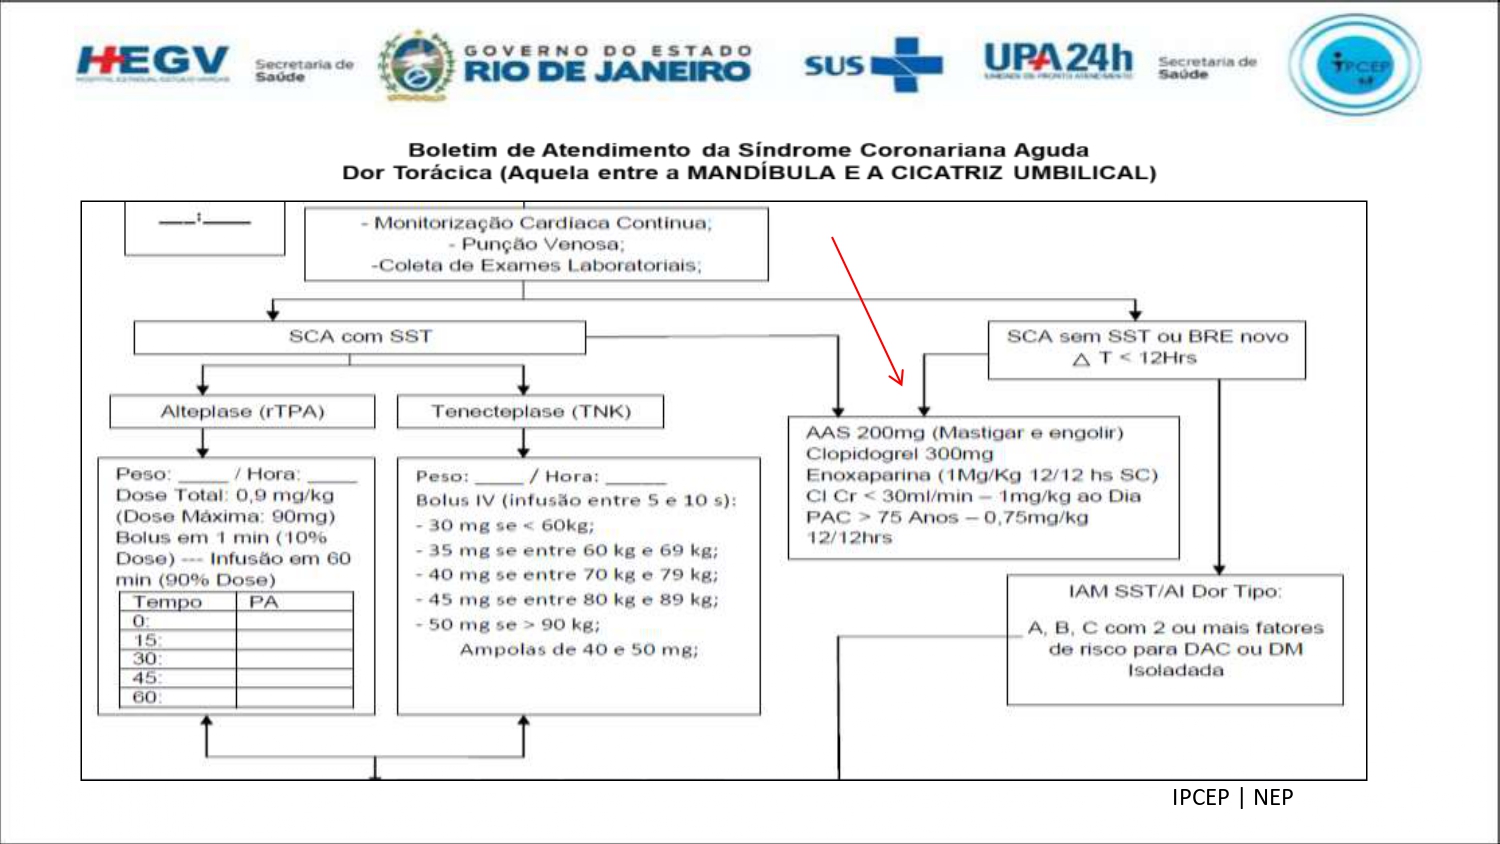 HEGV
Secretaria de
Saúde
GOVERNO DO ESTADO
RIO DE JANEIRO
SUS
UPA24h
UNIDADE DE PRONTO ATENDIMENTO
Secretaria de
Saúde
IPCEP
Boletim de Atendimento da Síndrome Coronariana Aguda
Dor Torácica (Aquela entre a MANDÍBULA E A CICATRIZ UMBILICAL)
___:____
- Monitorização Cardíaca Continua;
- Punção Venosa;
-Coleta de Exames Laboratoriais;
SCA com SST
SCA sem SST ou BRE novo
△ T < 12Hrs
Alteplase (rTPA)
Tenecteplase (TNK)
AAS 200mg (Mastigar e engolir)
Clopidogrel 300mg
Enoxaparina (1Mg/Kg 12/12 hs SC)
Cl Cr < 30ml/min – 1mg/kg ao Dia
PAC > 75 Anos – 0,75mg/kg
12/12hrs
Peso: _____ / Hora: _____
Dose Total: 0,9 mg/kg
(Dose Máxima: 90mg)
Bolus em 1 min (10%
Dose) --- Infusão em 60
min (90% Dose)
Tempo PA
0:
15:
30:
45:
60:
Peso: _____ / Hora: ______
Bolus IV (infusão entre 5 e 10 s):
- 30 mg se < 60kg;
- 35 mg se entre 60 kg e 69 kg;
- 40 mg se entre 70 kg e 79 kg;
- 45 mg se entre 80 kg e 89 kg;
- 50 mg se > 90 kg;
Ampolas de 40 e 50 mg;
IAM SST/AI Dor Tipo:
A, B, C com 2 ou mais fatores
de risco para DAC ou DM
Isoladada
IPCEP | NEP